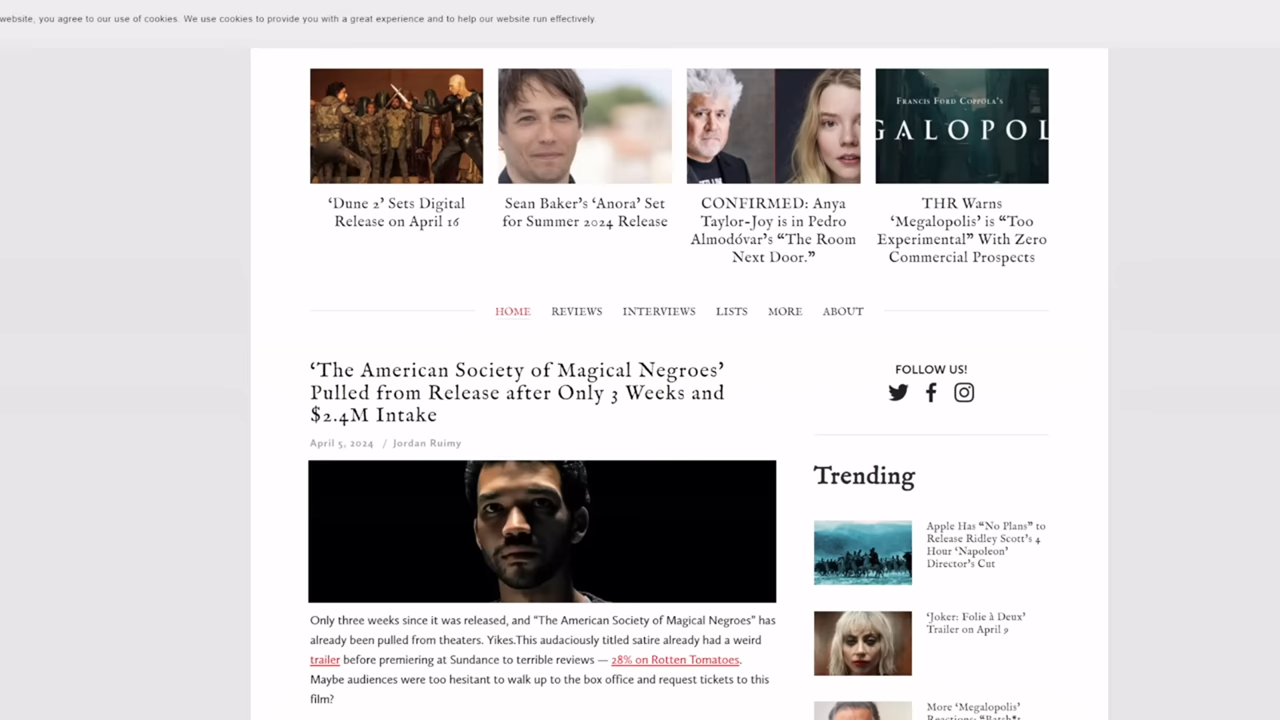 website, you agree to our use of cookies. We use cookies to provide you with a great experience and to help our website run effectively.
FRANCIS FORD COPPOLA'S
GALOPOL
‘Dune 2’ Sets Digital
Release on April 16
Sean Baker’s ‘Anora’ Set
for Summer 2024 Release
CONFIRMED: Anya
Taylor-Joy is in Pedro
Almodóvar’s “The Room
Next Door.”
THR Warns
‘Megalopolis’ is “Too
Experimental” With Zero
Commercial Prospects
HOME REVIEWS INTERVIEWS LISTS MORE ABOUT
‘The American Society of Magical Negroes’
Pulled from Release after Only 3 Weeks and
$2.4M Intake
April 5, 2024 / Jordan Ruimy
Only three weeks since it was released, and “The American Society of Magical Negroes” has
already been pulled from theaters. Yikes.This audaciously titled satire already had a weird
trailer before premiering at Sundance to terrible reviews — 28% on Rotten Tomatoes.
Maybe audiences were too hesitant to walk up to the box office and request tickets to this
film?
FOLLOW US!
Trending
Apple Has “No Plans” to
Release Ridley Scott’s 4
Hour ‘Napoleon’
Director’s Cut
‘Joker: Folie à Deux’
Trailer on April 9
More ‘Megalopolis’
Reactions: “Batsh*t